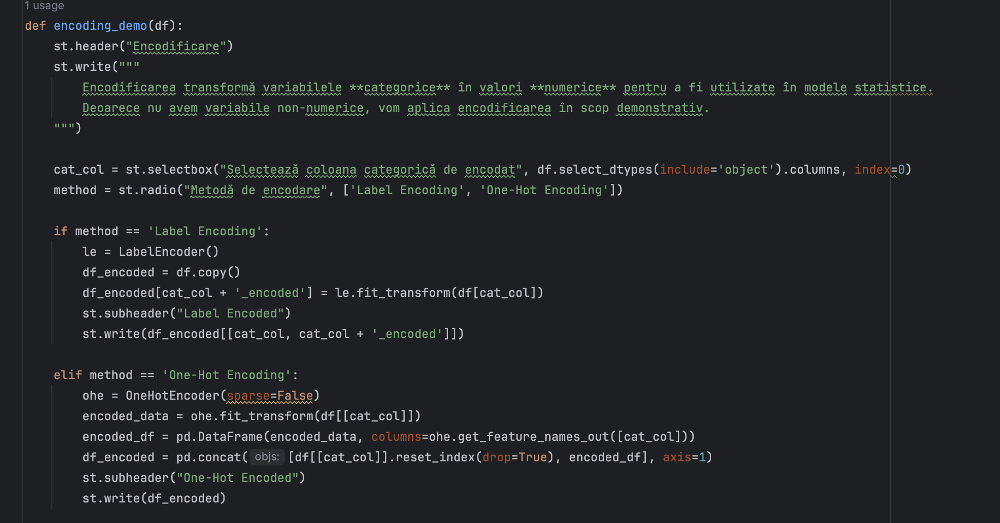 1 usage
def encoding_demo(df):
    st.header("Encodificare")
    st.write("""
        Encodificarea transformă variabilele **categorice** în valori **numerice** pentru a fi utilizate în modele statistice.
        Deoarece nu avem variabile non-numerice, vom aplica encodificarea în scop demonstrativ.
    """)

    cat_col = st.selectbox("Selectează coloana categorică de encodat", df.select_dtypes(include='object').columns, index=0)
    method = st.radio("Metodă de encodare", ['Label Encoding', 'One-Hot Encoding'])

    if method == 'Label Encoding':
        le = LabelEncoder()
        df_encoded = df.copy()
        df_encoded[cat_col + '_encoded'] = le.fit_transform(df[cat_col])
        st.subheader("Label Encoded")
        st.write(df_encoded[[cat_col, cat_col + '_encoded']])

    elif method == 'One-Hot Encoding':
        ohe = OneHotEncoder(sparse=False)
        encoded_data = ohe.fit_transform(df[[cat_col]])
        encoded_df = pd.DataFrame(encoded_data, columns=ohe.get_feature_names_out([cat_col]))
        df_encoded = pd.concat( objs: [df[[cat_col]].reset_index(drop=True), encoded_df], axis=1)
        st.subheader("One-Hot Encoded")
        st.write(df_encoded)